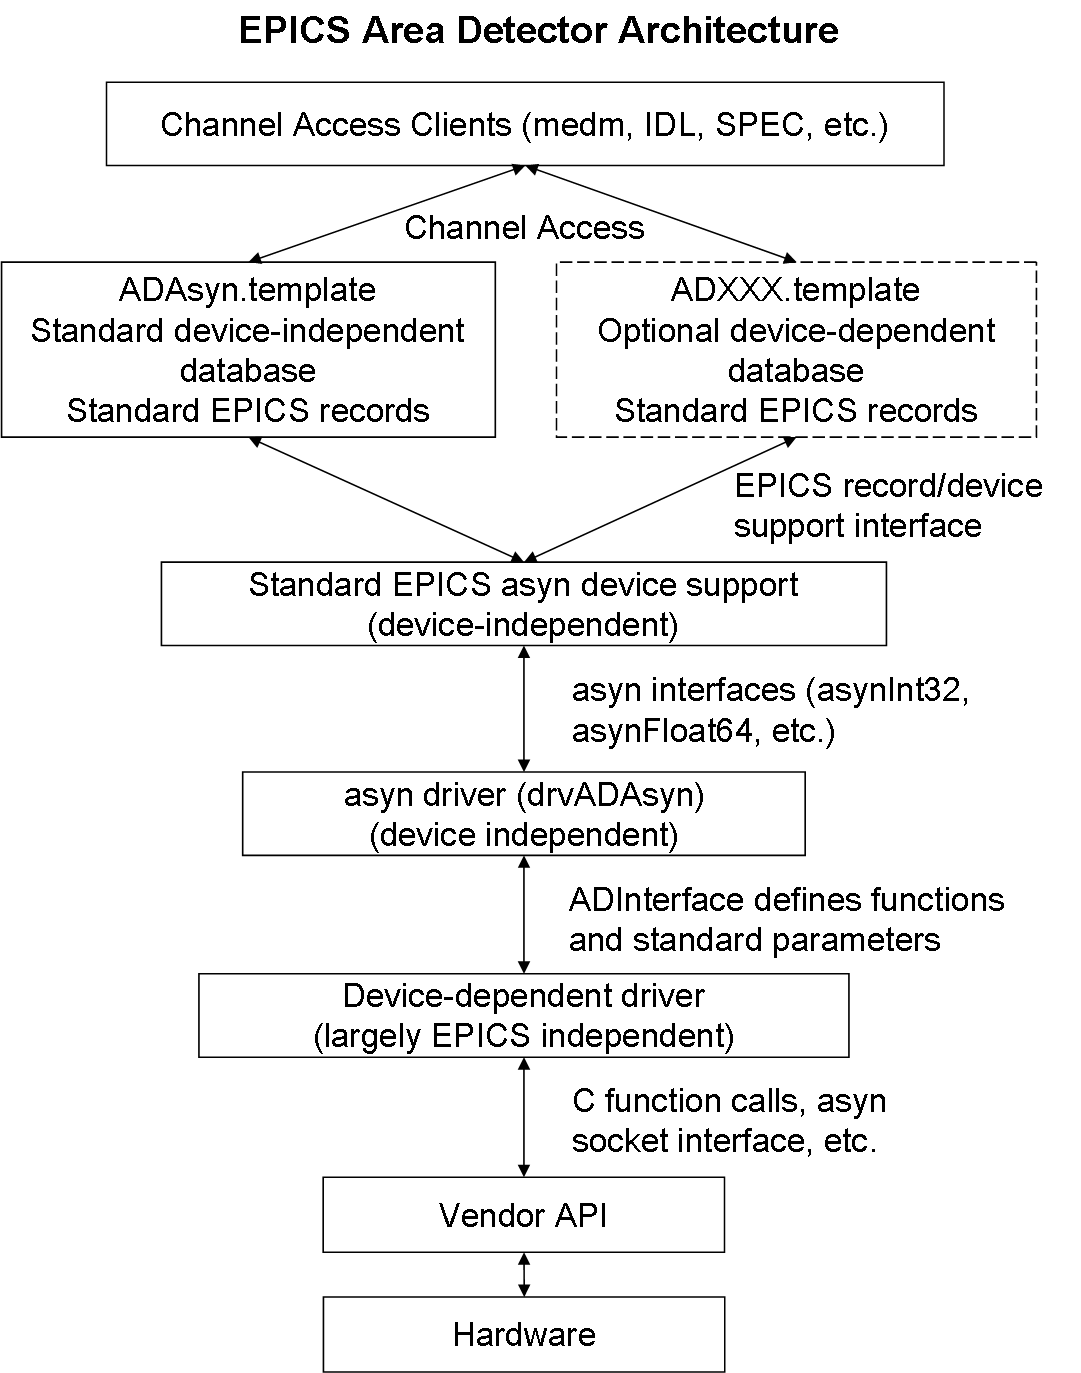 EPICS Area Detector Architecture
Channel Access Clients (medm, IDL, SPEC, etc.)
Channel Access
ADAsyn.template
Standard device-independent
database
Standard EPICS records
ADXXX.template
Optional device-dependent
database
Standard EPICS records
EPICS record/device
support interface
Standard EPICS asyn device support
(device-independent)
asyn interfaces (asynInt32,
asynFloat64, etc.)
asyn driver (drvADAsyn)
(device independent)
ADInterface defines functions
and standard parameters
Device-dependent driver
(largely EPICS independent)
C function calls, asyn
socket interface, etc.
Vendor API
Hardware